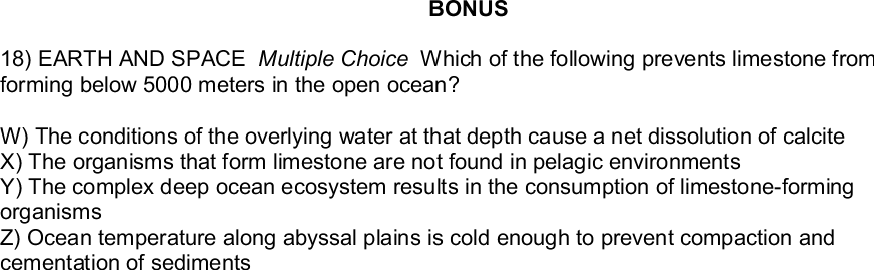 BONUS
18) EARTH AND SPACE Multiple Choice Which of the following prevents limestone from
forming below 5000 meters in the open ocean?
W) The conditions of the overlying water at that depth cause a net dissolution of calcite
X) The organisms that form limestone are not found in pelagic environments
Y) The complex deep ocean ecosystem results in the consumption of limestone-forming
organisms
Z) Ocean temperature along abyssal plains is cold enough to prevent compaction and
cementation of sediments